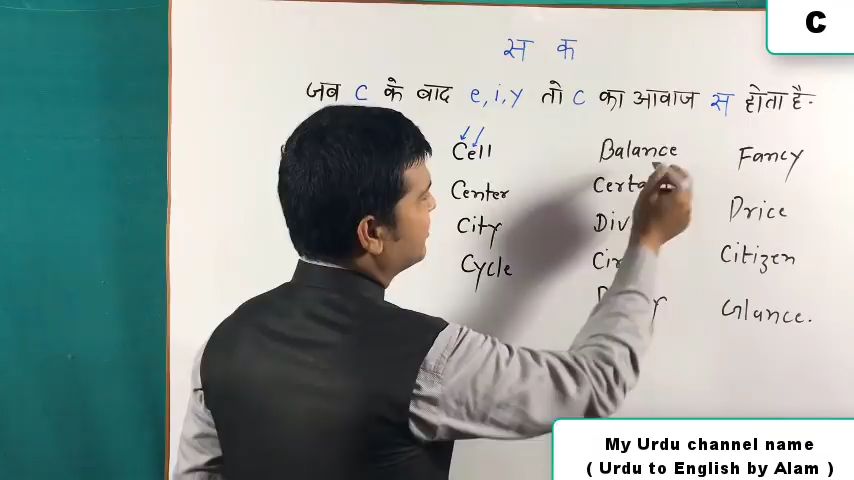 C
स क
जब C के बाद e, i, y तो C का आवाज स होता है
Cell
Center
City
Cycle
Balance
Fancy
Price
Citizen
Glance.
My Urdu channel name
( Urdu to English by Alam )